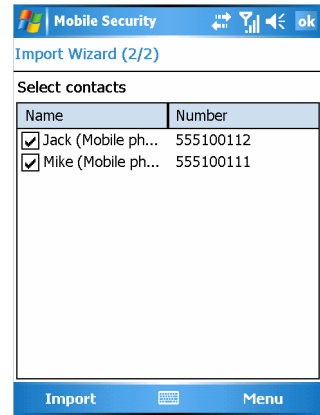 Mobile Security ok
Import Wizard (2/2)
Select contacts
Name Number
Jack (Mobile ph... 555100112
Mike (Mobile ph... 555100111
Import Menu